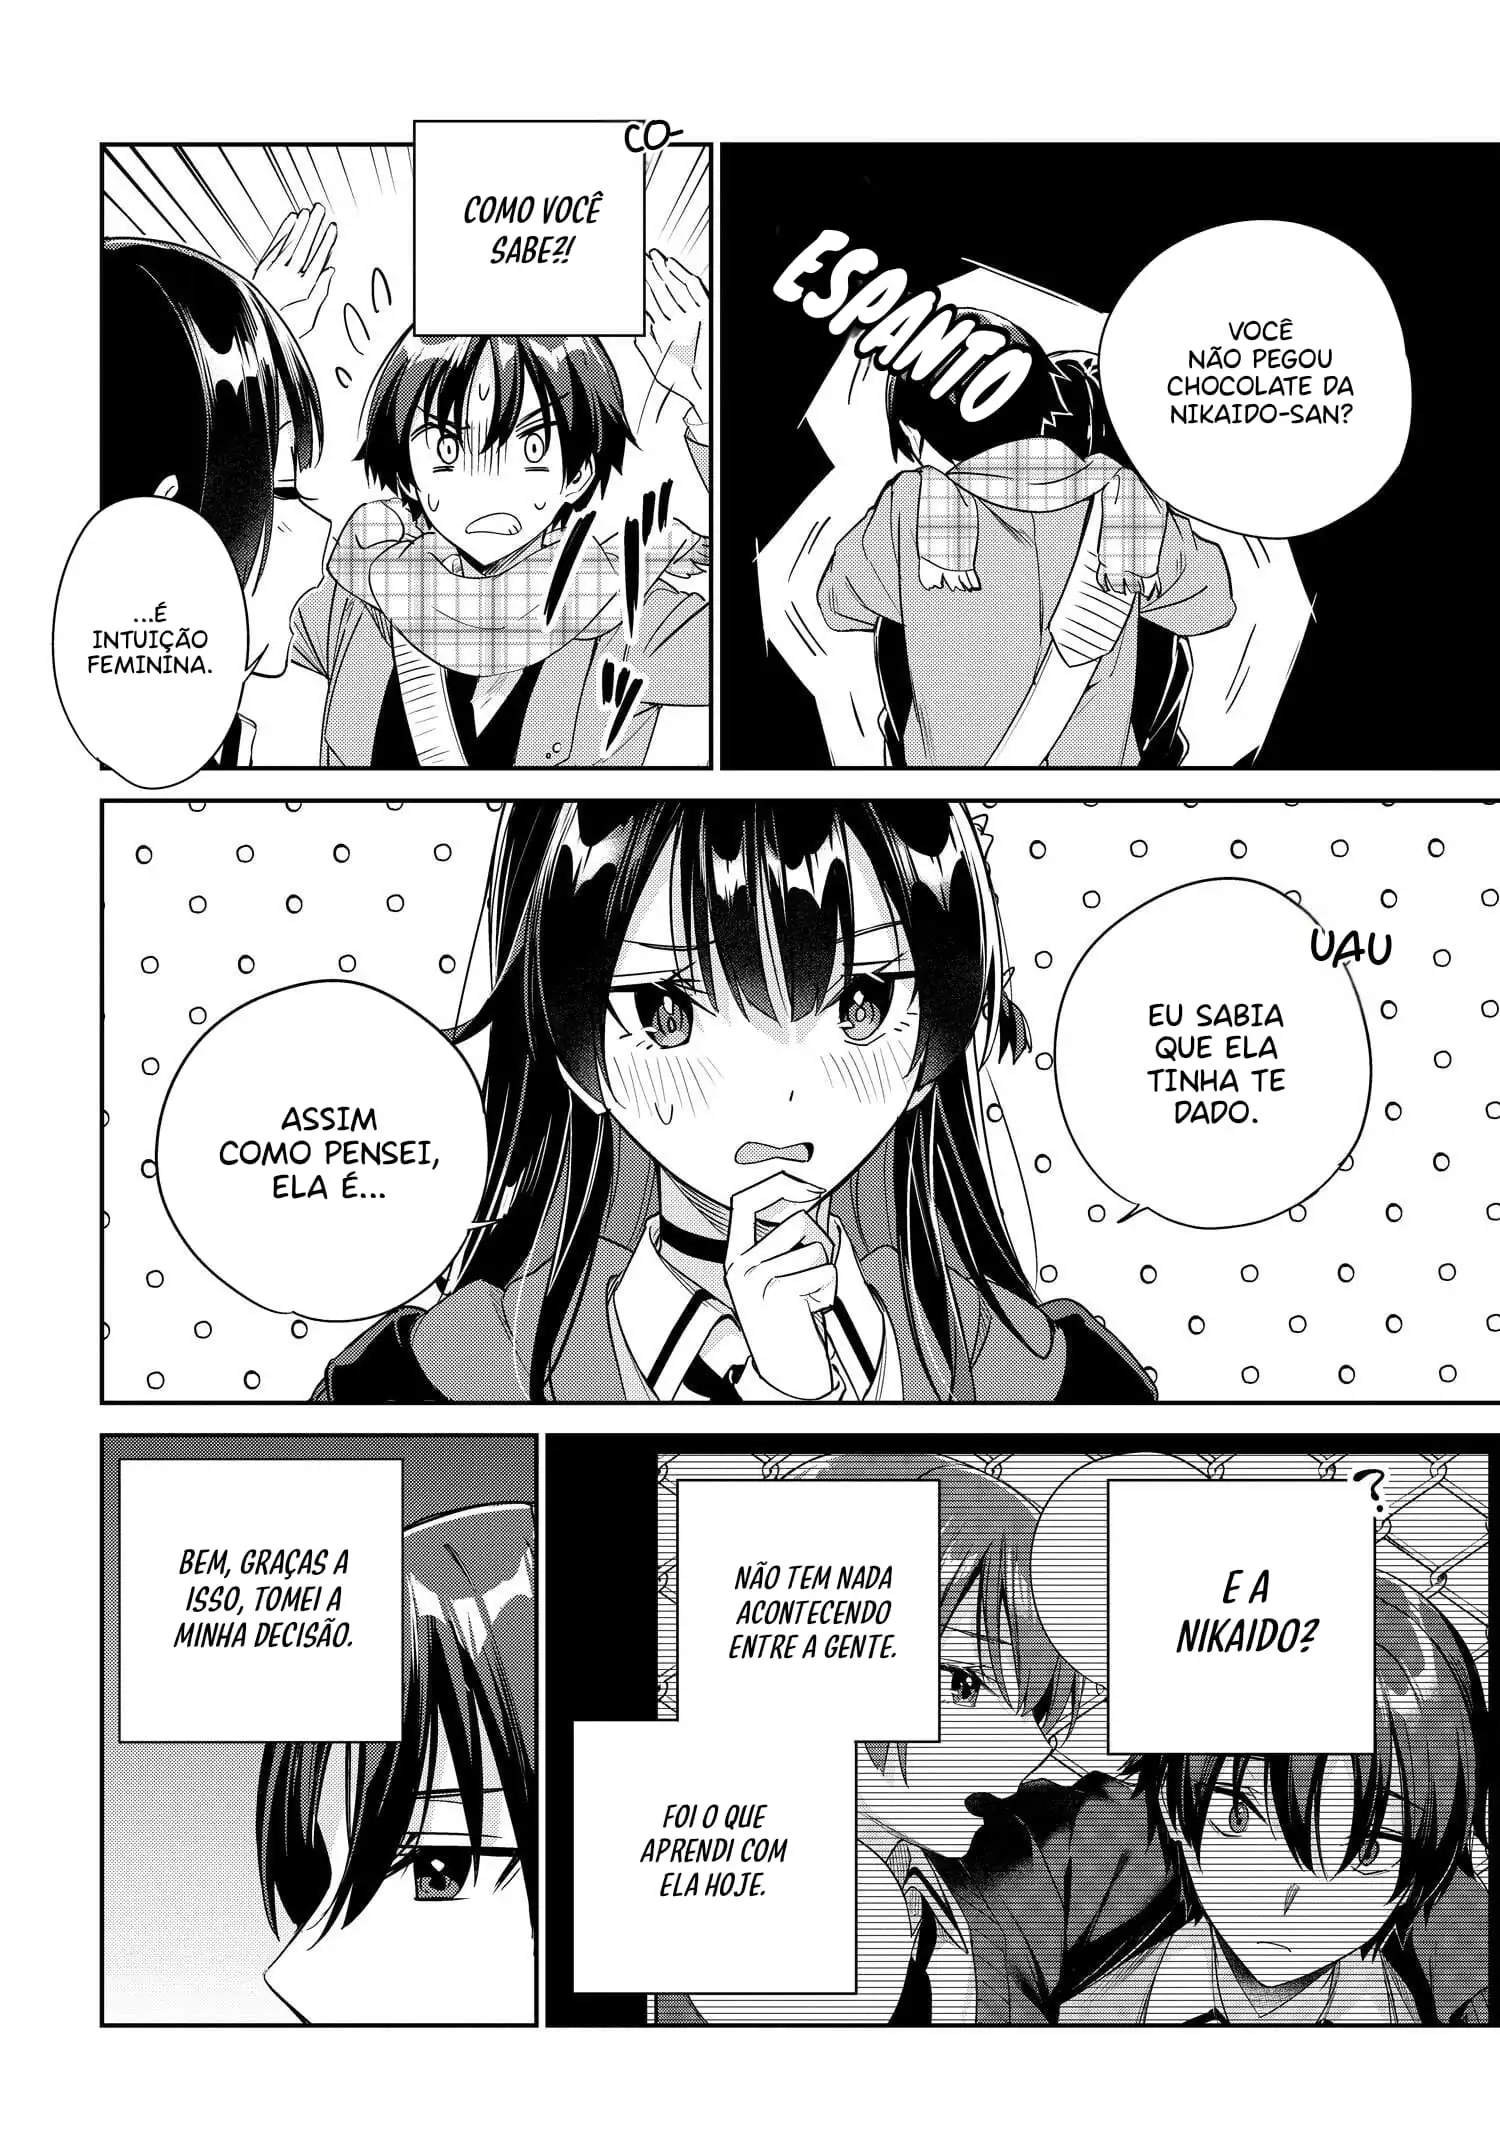 VOCÊ
NÃO PEGOU
CHOCOLATE DA
NIKAIDO-SAN?
ESPANTO
CO-
COMO VOCÊ
SABE?!
...É
INTUIÇÃO
FEMININA.
UAU
EU SABIA
QUE ELA
TINHA TE
DADO.
ASSIM
COMO PENSEI,
ELA É...
?
E A
NIKAIDO?
NÃO TEM NADA
ACONTECENDO
ENTRE A GENTE.
FOI O QUE
APRENDI COM
ELA HOJE.
BEM, GRAÇAS A
ISSO, TOMEI A
MINHA DECISÃO.